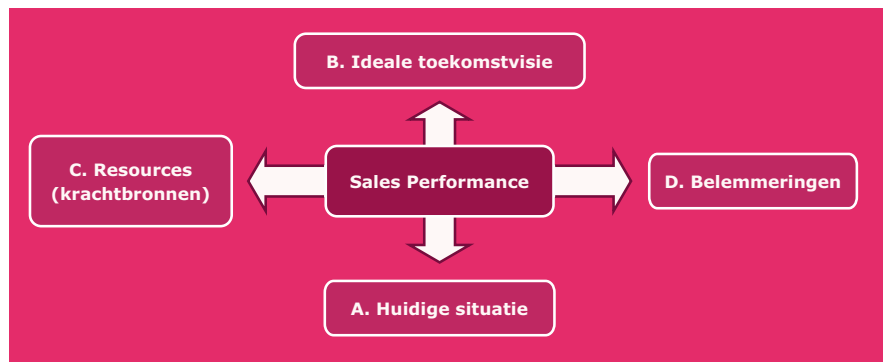 B. Ideale toekomstvisie
C. Resources
(krachtbronnen)
Sales Performance
D. Belemmeringen
A. Huidige situatie